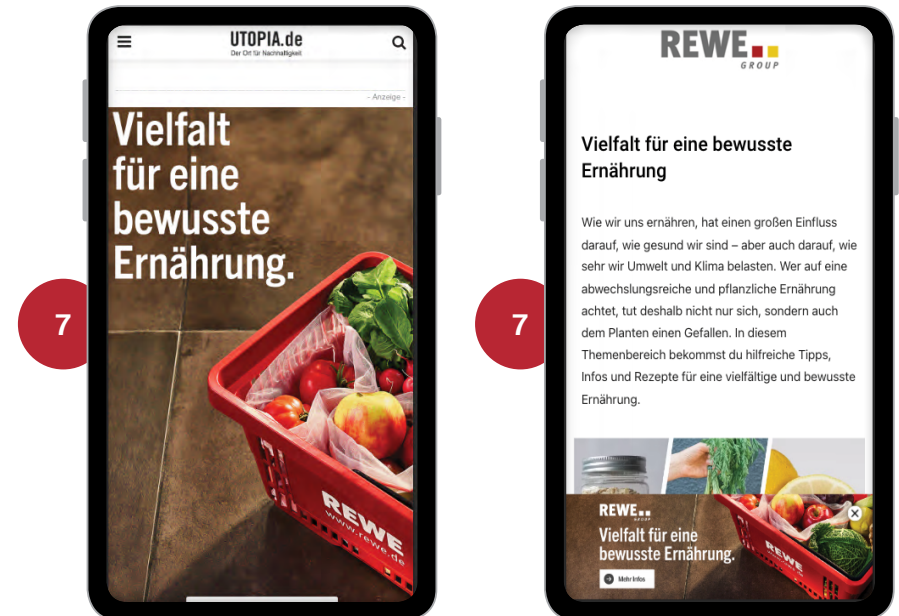 UTOPIA.de
Der Ort für Nachhaltigkeit
- Anzeige -
Vielfalt
für eine
bewusste
Ernährung.
REWE
www.rewe.de
7
REWE
GROUP
Vielfalt für eine bewusste
Ernährung
Wie wir uns ernähren, hat einen großen Einfluss
darauf, wie gesund wir sind – aber auch darauf, wie
sehr wir Umwelt und Klima belasten. Wer auf eine
abwechslungsreiche und pflanzliche Ernährung
achtet, tut deshalb nicht nur sich, sondern auch
dem Planten einen Gefallen. In diesem
Themenbereich bekommst du hilfreiche Tipps,
Infos und Rezepte für eine vielfältige und bewusste
Ernährung.
REWE
GROUP
Vielfalt für eine
bewusste Ernährung.
Mehr Infos
REWE
7